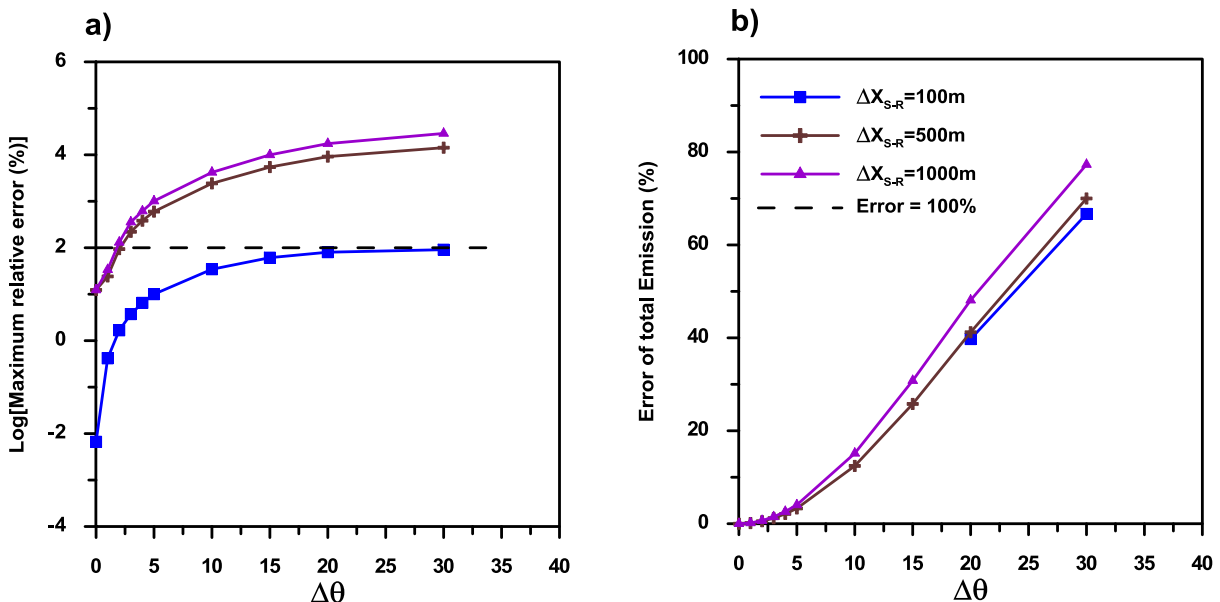 a)
Log[Maximum relative error (%)]
6
4
2
0
-2
-4
0 5 10 15 20 25 30 35 40
Δθ
b)
Error of total Emission (%)
100
80
60
40
20
0
0 5 10 15 20 25 30 35 40
Δθ
ΔXS-R=100m
ΔXS-R=500m
ΔXS-R=1000m
Error = 100%